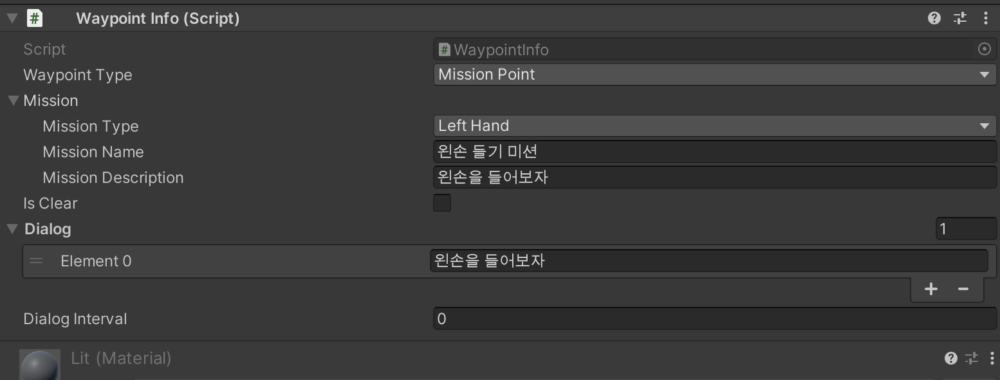 Waypoint Info (Script)
Script # WaypointInfo
Waypoint Type Mission Point
Mission
Mission Type Left Hand
Mission Name 왼손 들기 미션
Mission Description 왼손을 들어보자
Is Clear
Dialog 1
Element 0 왼손을 들어보자
Dialog Interval 0
Lit (Material)